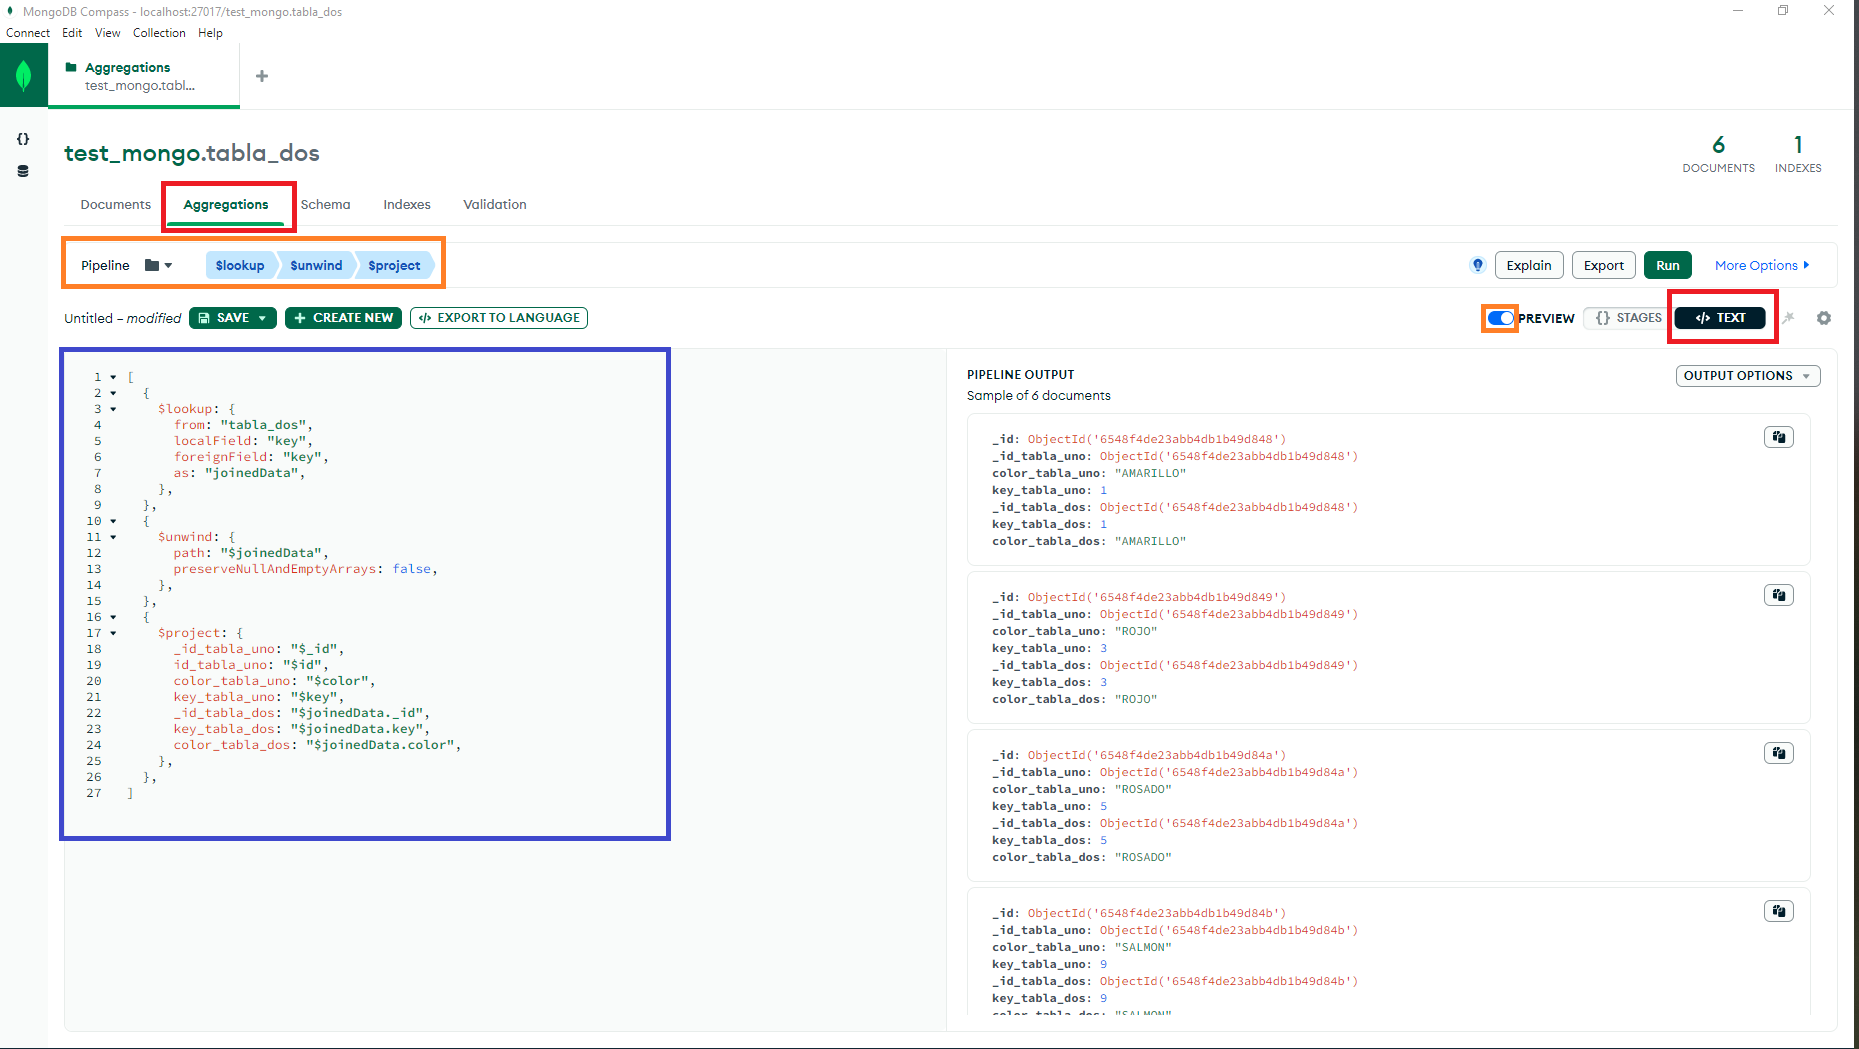 MongoDB Compass - localhost:27017/test_mongo.tabla_dos
Connect Edit View Collection Help
Aggregations
test_mongo.tabl...
+
{}
test_mongo.tabla_dos
6
DOCUMENTS
1
INDEXES
Documents Aggregations Schema Indexes Validation
Pipeline $lookup $unwind $project Explain Export Run More Options
Untitled – modified SAVE + CREATE NEW </> EXPORT TO LANGUAGE PREVIEW {} STAGES </> TEXT
1 [
2 {
3 $lookup: {
4 from: "tabla_dos",
5 localField: "key",
6 foreignField: "key",
7 as: "joinedData",
8 },
9 },
10 {
11 $unwind: {
12 path: "$joinedData",
13 preserveNullAndEmptyArrays: false,
14 },
15 },
16 {
17 $project: {
18 _id_tabla_uno: "$_id",
19 id_tabla_uno: "$id",
20 color_tabla_uno: "$color",
21 key_tabla_uno: "$key",
22 _id_tabla_dos: "$joinedData._id",
23 key_tabla_dos: "$joinedData.key",
24 color_tabla_dos: "$joinedData.color",
25 },
26 },
27 ]
PIPELINE OUTPUT
Sample of 6 documents
OUTPUT OPTIONS
_id: ObjectId('6548f4de23abb4db1b49d848')
_id_tabla_uno: ObjectId('6548f4de23abb4db1b49d848')
color_tabla_uno: "AMARILLO"
key_tabla_uno: 1
_id_tabla_dos: ObjectId('6548f4de23abb4db1b49d848')
key_tabla_dos: 1
color_tabla_dos: "AMARILLO"
_id: ObjectId('6548f4de23abb4db1b49d849')
_id_tabla_uno: ObjectId('6548f4de23abb4db1b49d849')
color_tabla_uno: "ROJO"
key_tabla_uno: 3
_id_tabla_dos: ObjectId('6548f4de23abb4db1b49d849')
key_tabla_dos: 3
color_tabla_dos: "ROJO"
_id: ObjectId('6548f4de23abb4db1b49d84a')
_id_tabla_uno: ObjectId('6548f4de23abb4db1b49d84a')
color_tabla_uno: "ROSADO"
key_tabla_uno: 5
_id_tabla_dos: ObjectId('6548f4de23abb4db1b49d84a')
key_tabla_dos: 5
color_tabla_dos: "ROSADO"
_id: ObjectId('6548f4de23abb4db1b49d84b')
_id_tabla_uno: ObjectId('6548f4de23abb4db1b49d84b')
color_tabla_uno: "SALMON"
key_tabla_uno: 9
_id_tabla_dos: ObjectId('6548f4de23abb4db1b49d84b')
key_tabla_dos: 9
color_tabla_dos: "SALMON"